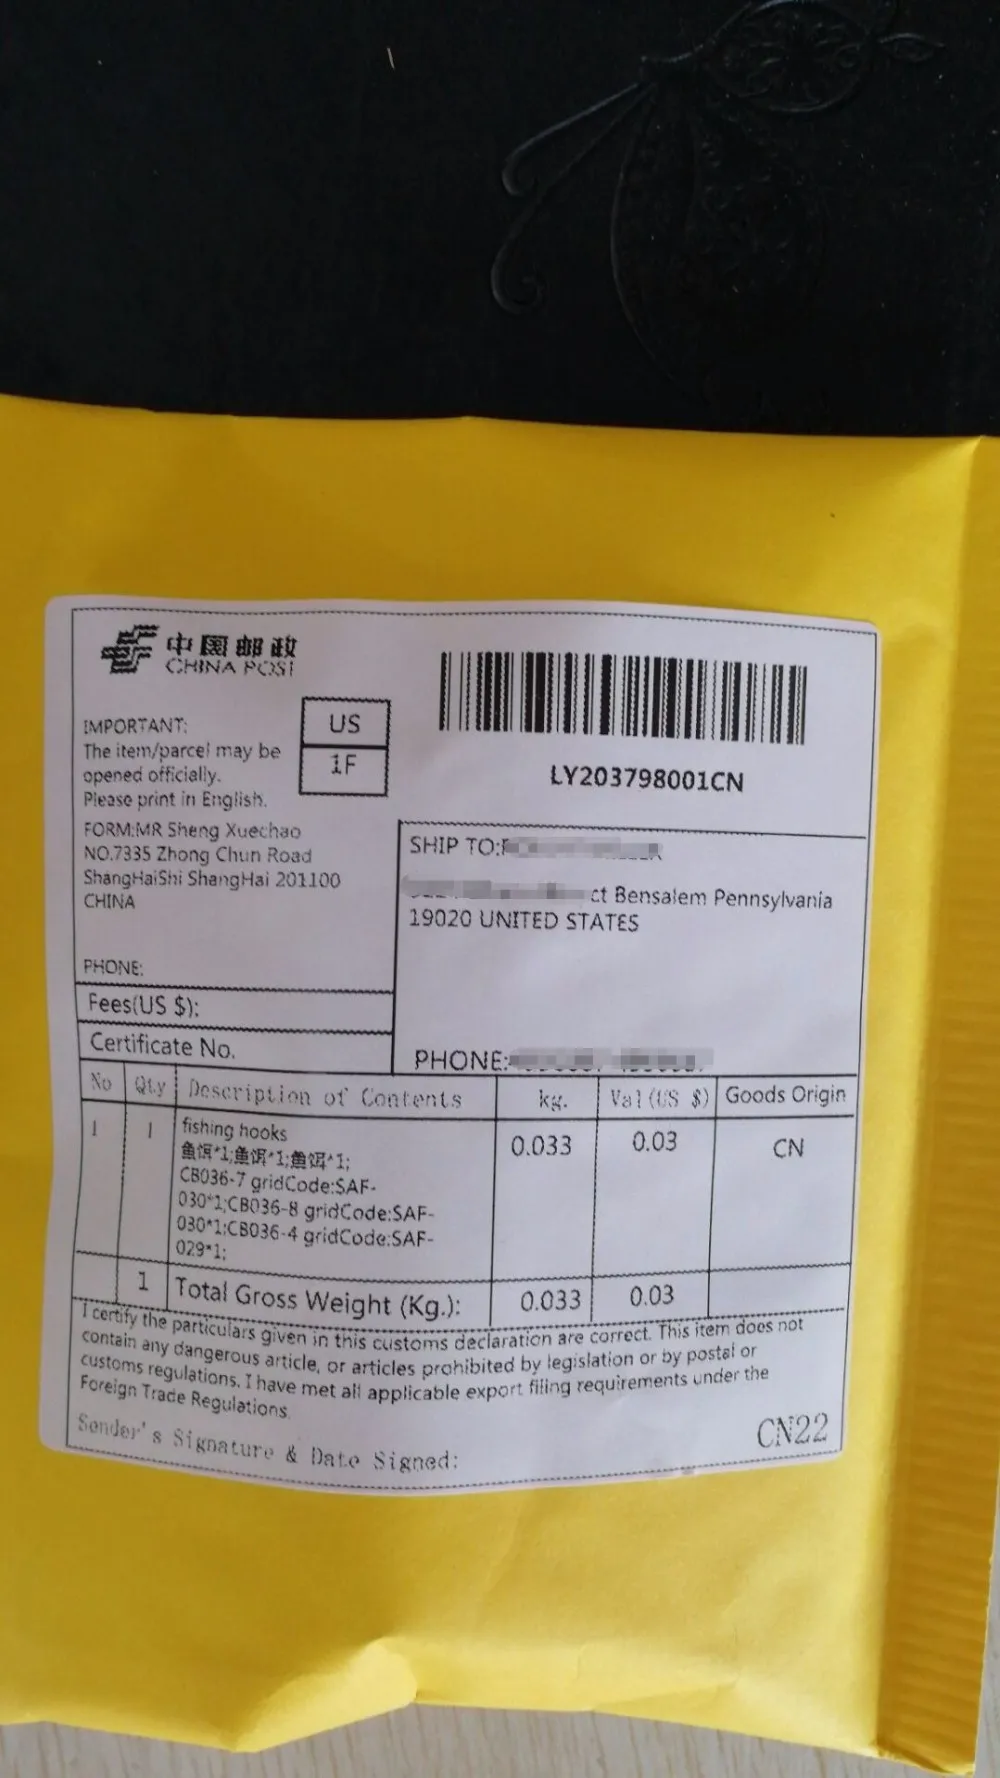 中国邮政
CHINA POST
US
1F
LY203798001CN
IMPORTANT:
The item/parcel may be
opened officially.
Please print in English.
FORM:MR Sheng Xuechao
NO.7335 Zhong Chun Road
ShangHaiShi ShangHai 201100
CHINA
PHONE:
SHIP TO:
ct Bensalem Pennsylvania
19020 UNITED STATES
PHONE:
Fees(US $):
Certificate No.
No Qty Description of Contents kg. Val(US $) Goods Origin
1 1 fishing hooks 0.033 0.03 CN
鱼饵*1;鱼饵*1;鱼饵*1;
CB036-7 gridCode:SAF-
030*1;CB036-8 gridCode:SAF-
030*1;CB036-4 gridCode:SAF-
029*1;
1 Total Gross Weight (Kg.): 0.033 0.03
I certify the particulars given in this customs declaration are correct. This item does not
contain any dangerous article, or articles prohibited by legislation or by postal or
customs regulations. I have met all applicable export filing requirements under the
Foreign Trade Regulations.
Sender's Signature & Date Signed:
CN22